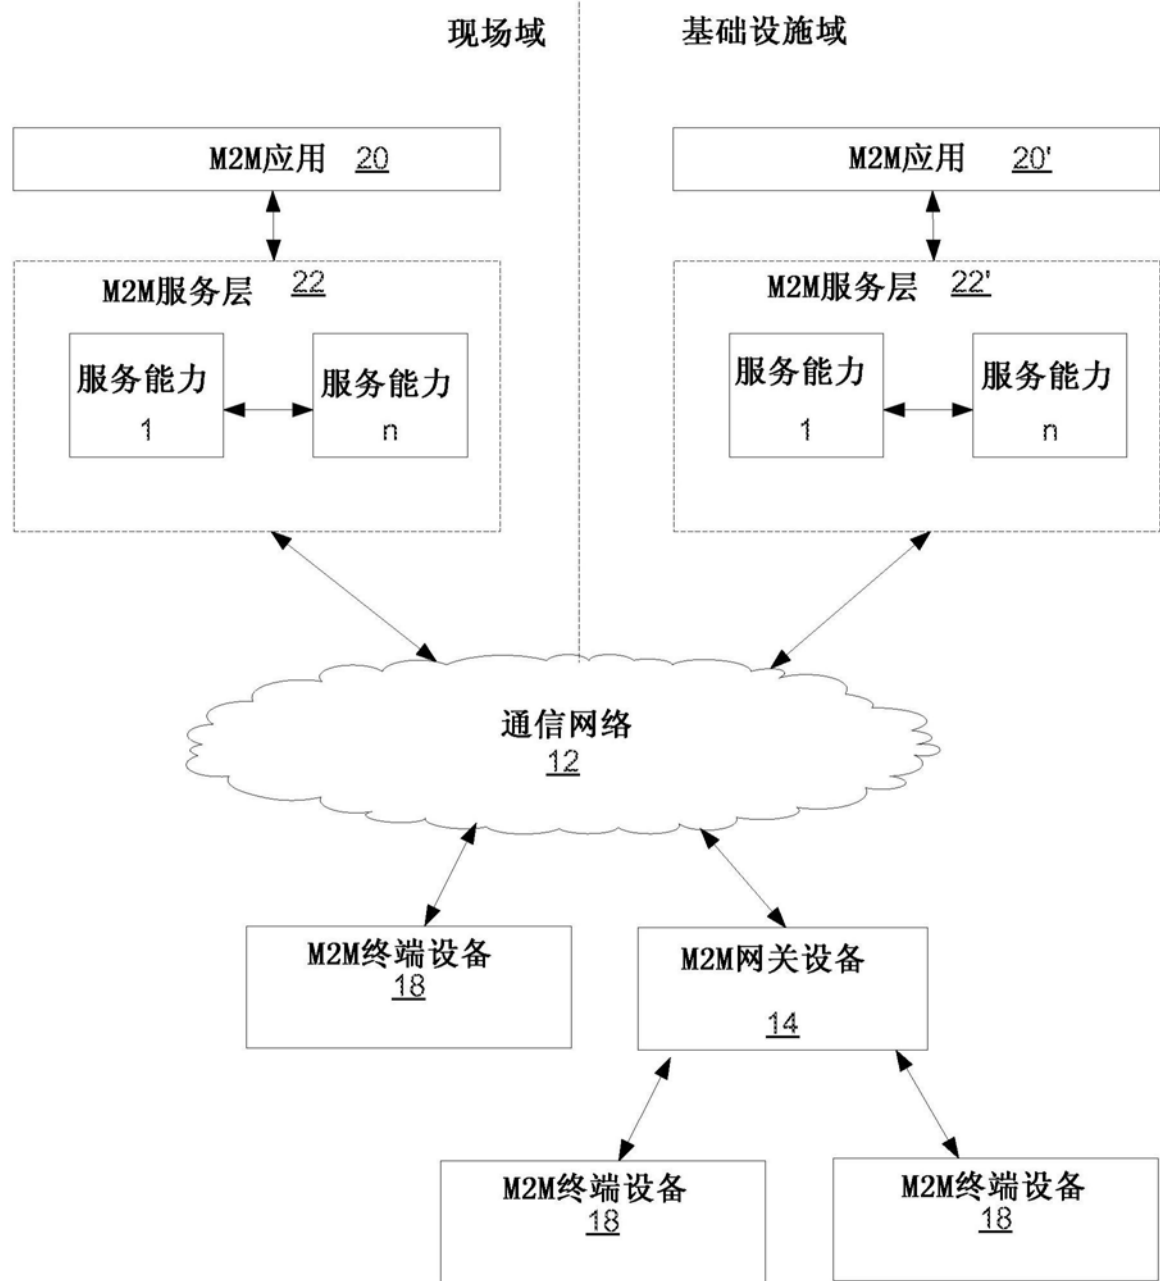 现场域 基础设施域
M2M应用 20 M2M应用 20'
M2M服务层 22 M2M服务层 22'
服务能力 服务能力 服务能力 服务能力
1 n 1 n
通信网络
12
M2M终端设备 M2M网关设备
18
14
M2M终端设备 M2M终端设备
18 18